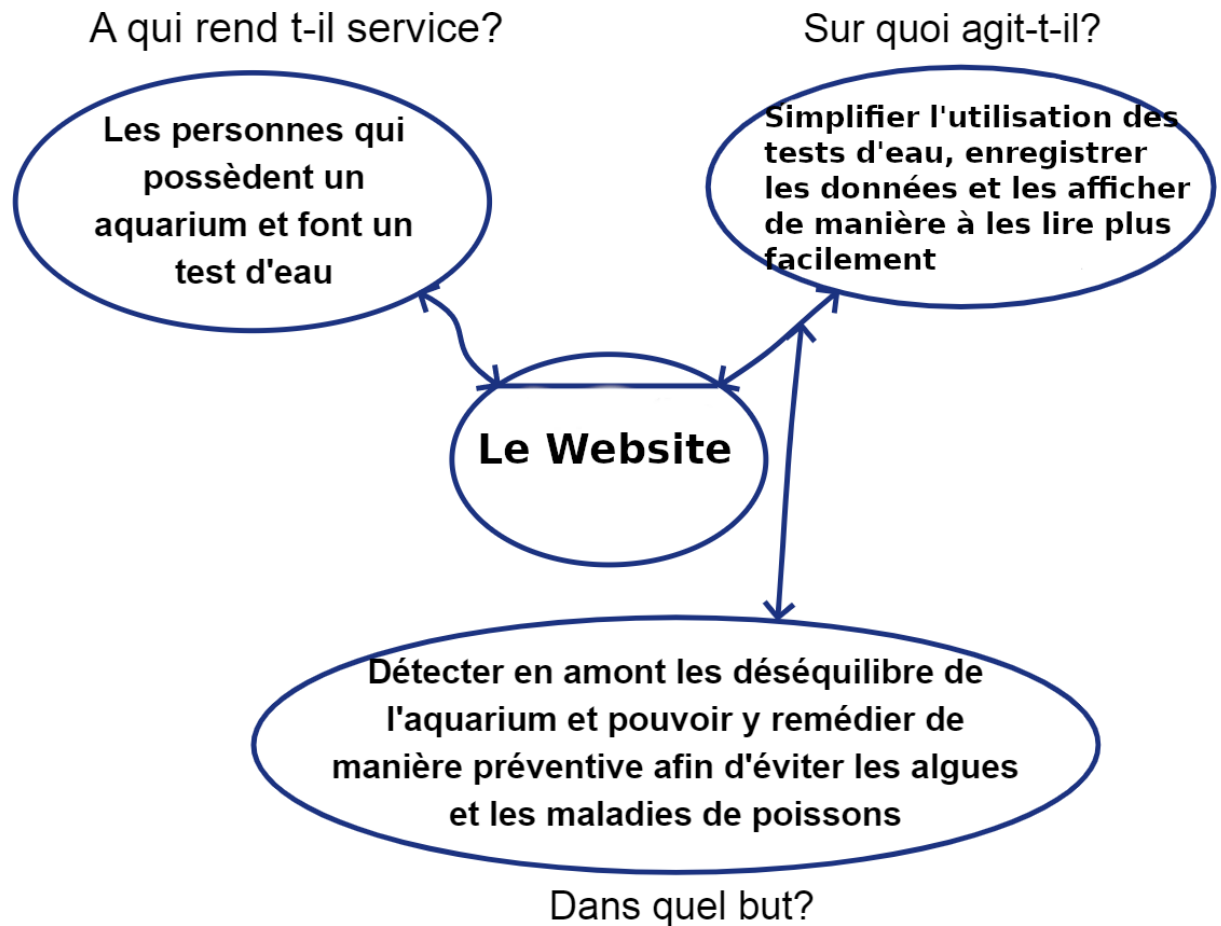 A qui rend t-il service?
Sur quoi agit-t-il?
Les personnes qui
possèdent un
aquarium et font un
test d'eau
Simplifier l'utilisation des
tests d'eau, enregistrer
les données et les afficher
de manière à les lire plus
facilement
Le Website
Détecter en amont les déséquilibre de
l'aquarium et pouvoir y remédier de
manière préventive afin d'éviter les algues
et les maladies de poissons
Dans quel but?